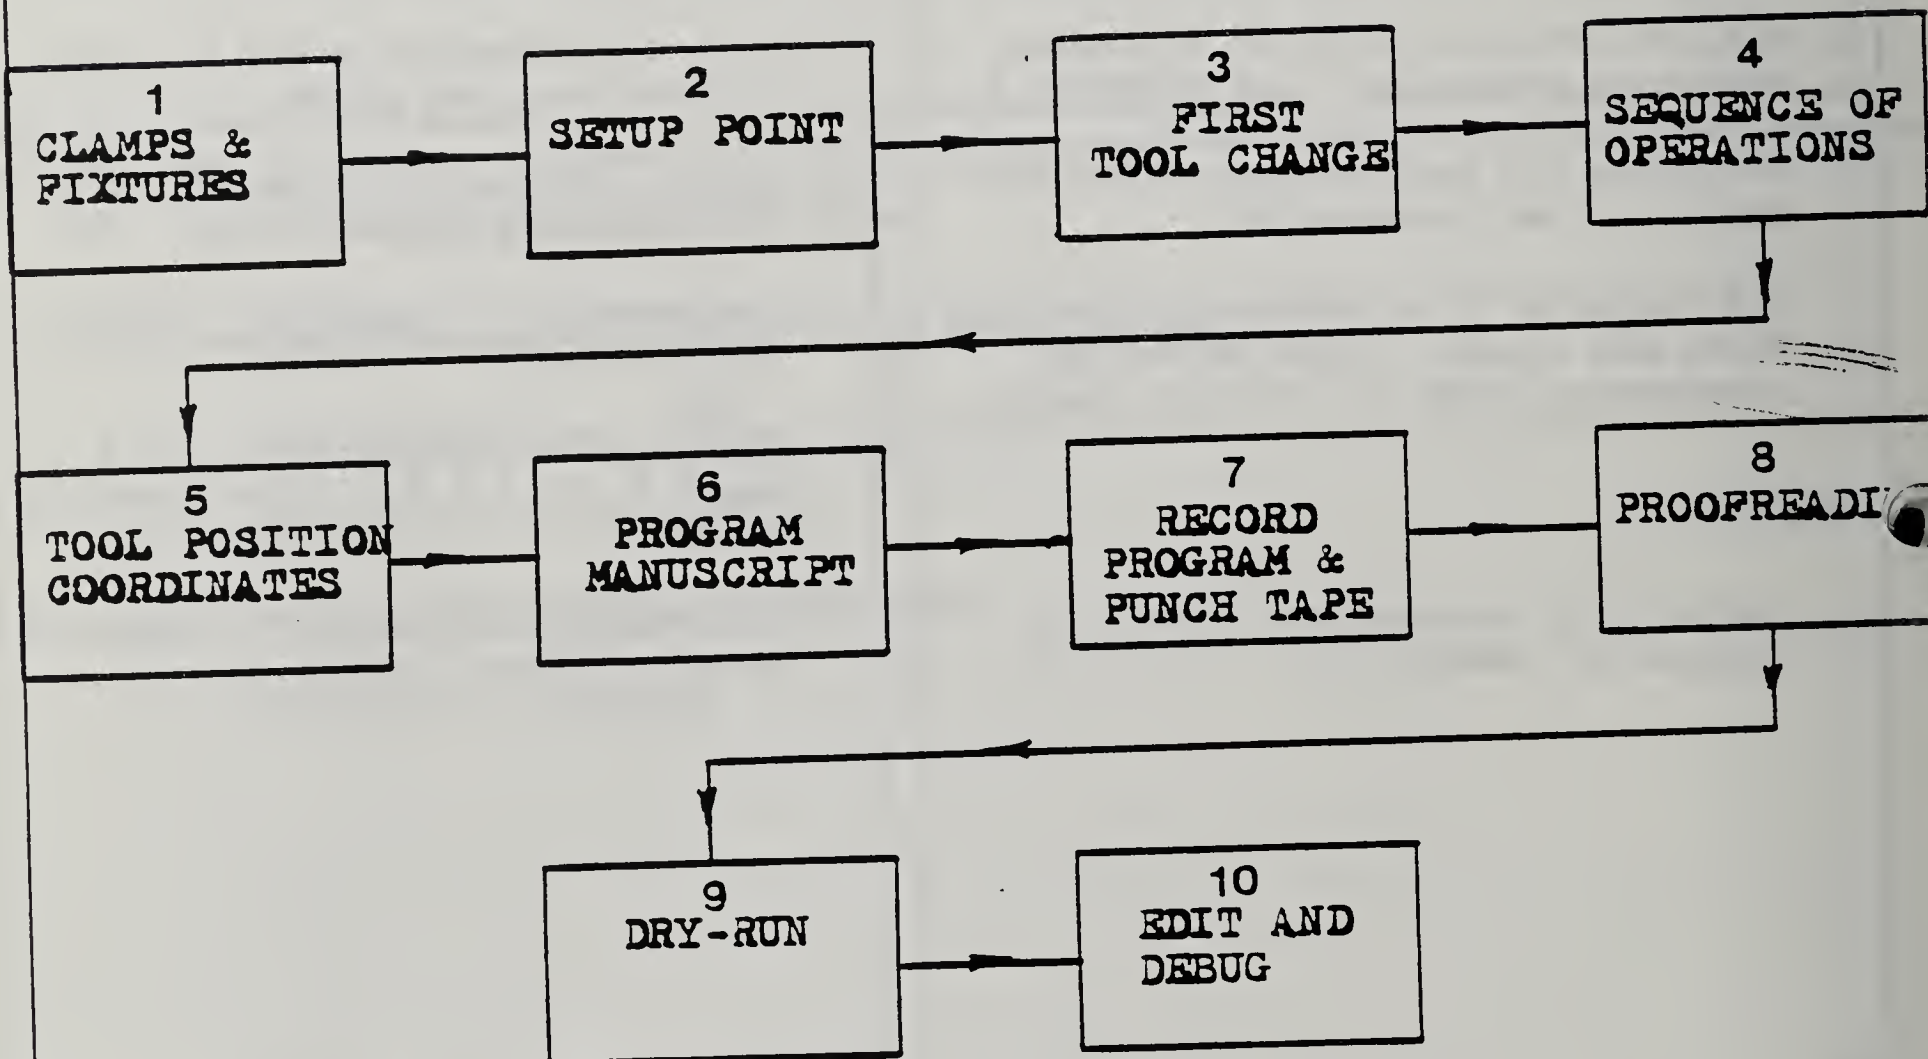 1
CLAMPS &
FIXTURES
2
SETUP POINT
3
FIRST
TOOL CHANGE
4
SEQUENCE OF
OPERATIONS
5
TOOL POSITION
COORDINATES
6
PROGRAM
MANUSCRIPT
7
RECORD
PROGRAM &
PUNCH TAPE
8
PROOFREADI
9
DRY-RUN
10
EDIT AND
DEBUG